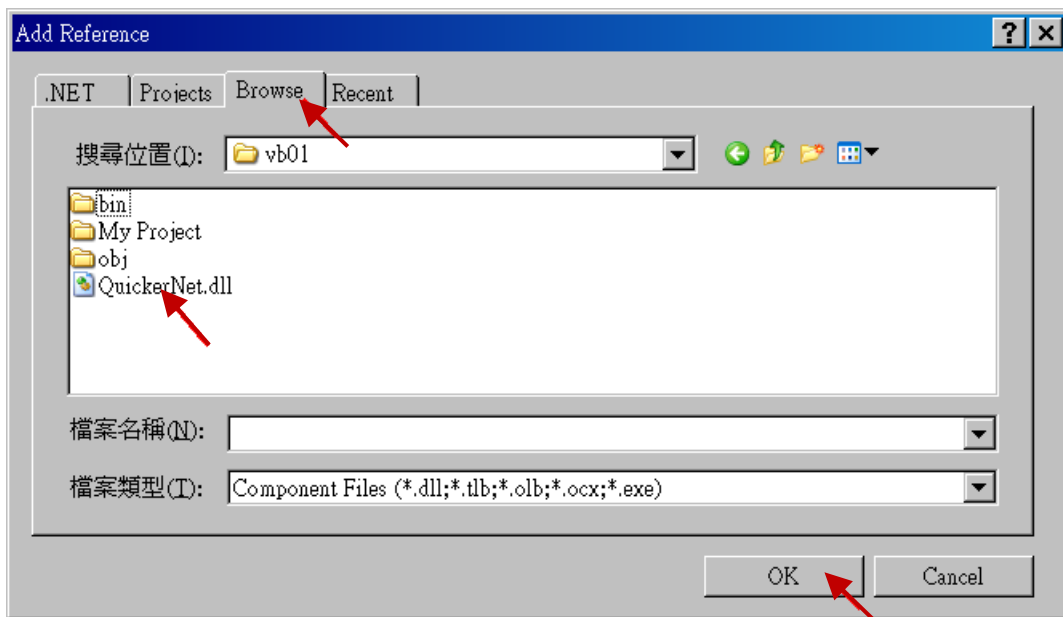 Add Reference
.NET Projects Browse Recent
搜尋位置(I): vb01
bin
My Project
obj
QuickerNet.dll
檔案名稱(N):
檔案類型(T): Component Files (*.dll;*.tlb;*.olb;*.ocx;*.exe)
OK Cancel